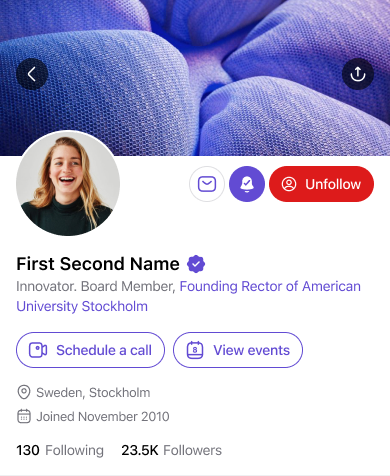 Unfollow
First Second Name
Innovator. Board Member, Founding Rector of American
University Stockholm
Schedule a call
8 View events
Sweden, Stockholm
Joined November 2010
130 Following 23.5K Followers